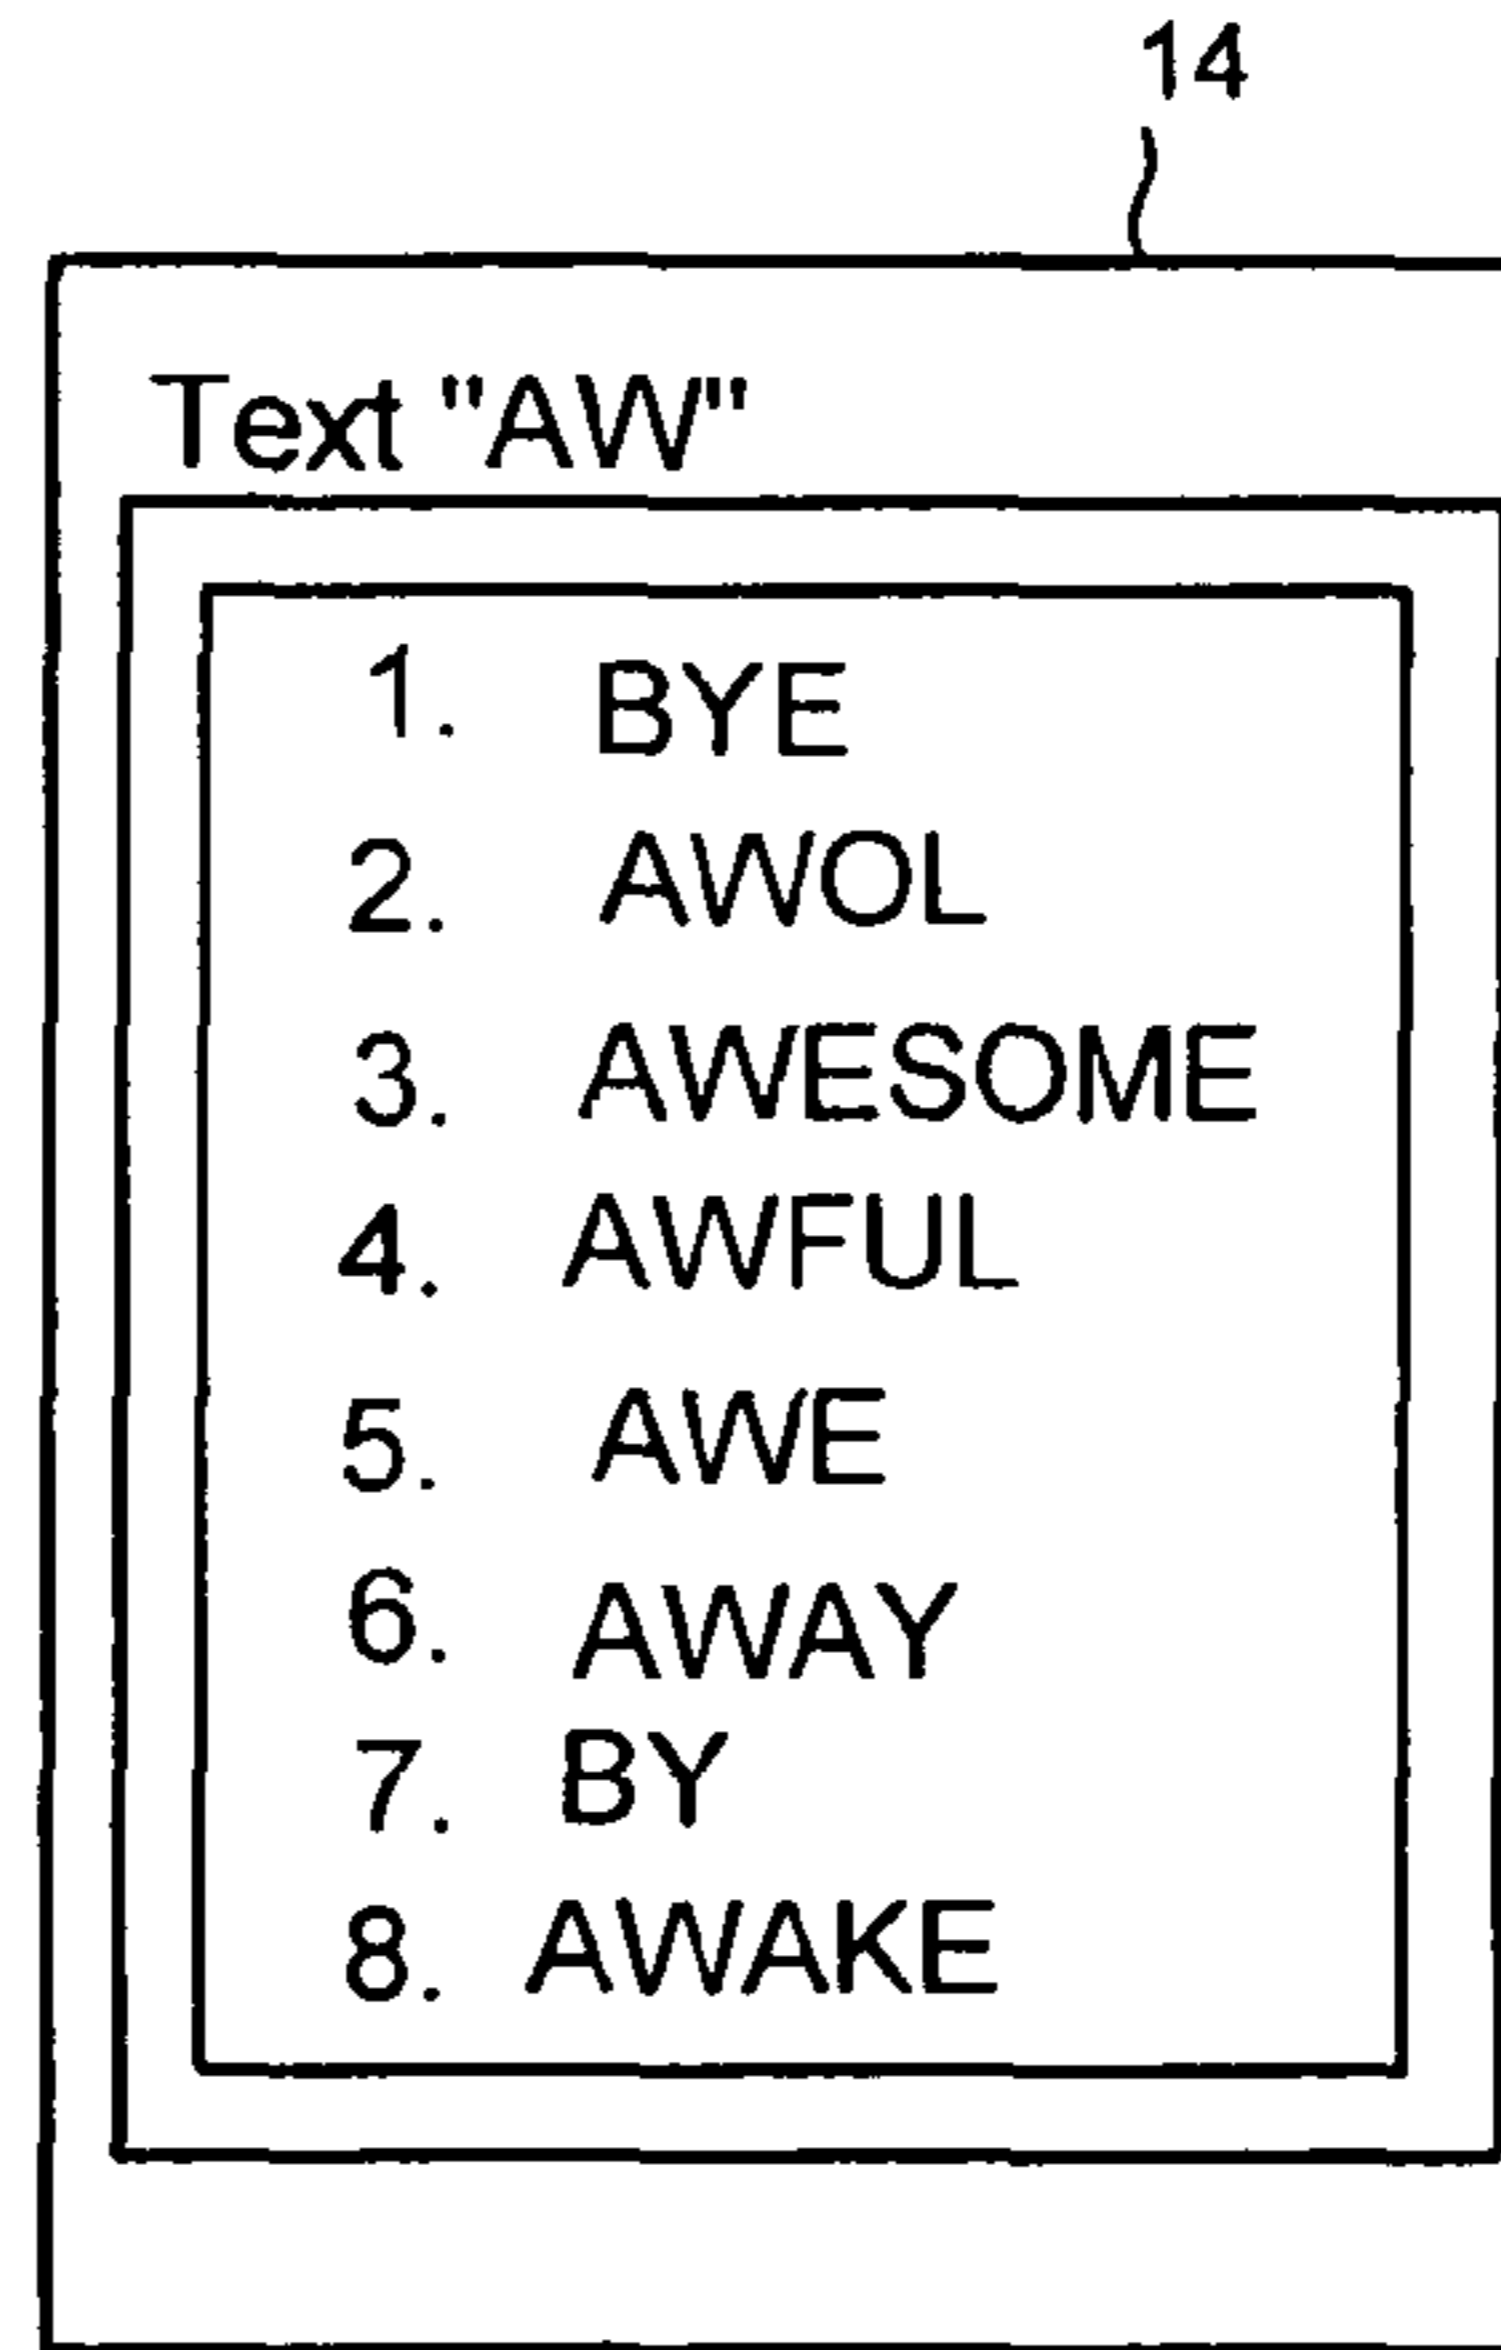 14
Text "AW"
1. BYE
2. AWOL
3. AWESOME
4. AWFUL
5. AWE
6. AWAY
7. BY
8. AWAKE